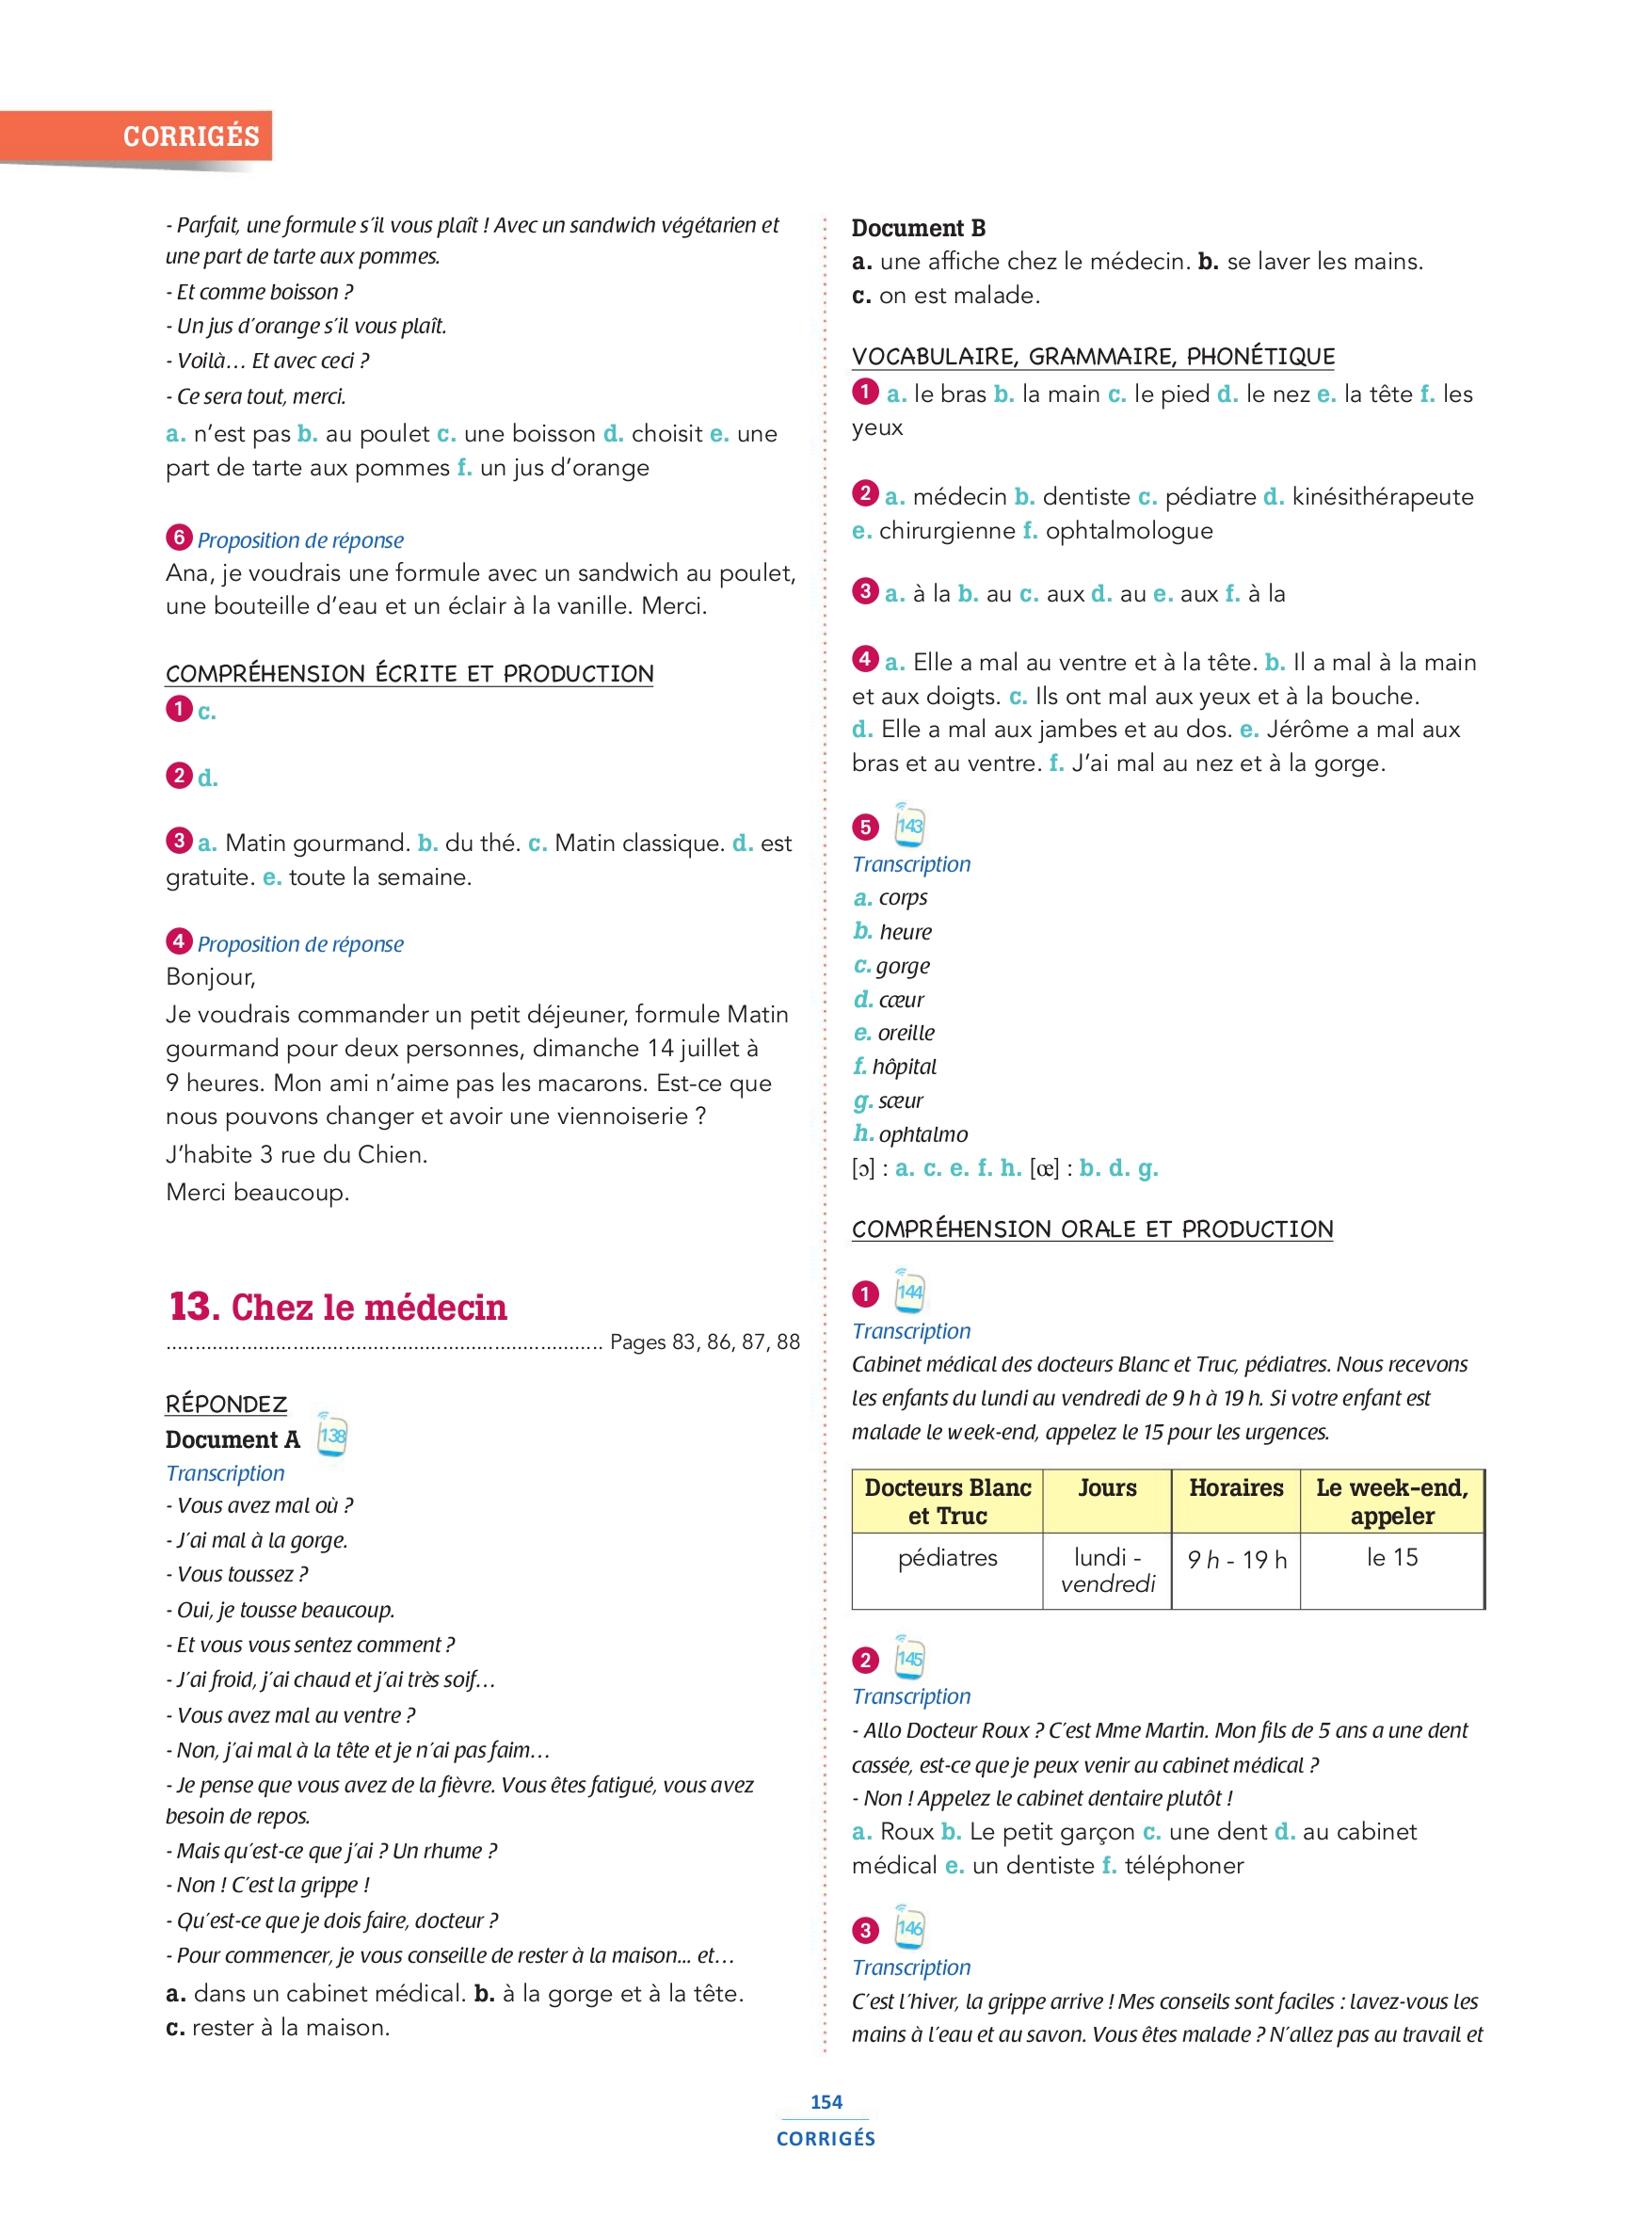 CORRIGÉS
- Parfait, une formule s'il vous plaît ! Avec un sandwich végétarien et
une part de tarte aux pommes.
- Et comme boisson ?
- Un jus d'orange s'il vous plaît.
- Voilà… Et avec ceci ?
- Ce sera tout, merci.
a. n'est pas b. au poulet c. une boisson d. choisit e. une
part de tarte aux pommes f. un jus d'orange
6 Proposition de réponse
Ana, je voudrais une formule avec un sandwich au poulet,
une bouteille d'eau et un éclair à la vanille. Merci.
COMPRÉHENSION ÉCRITE ET PRODUCTION
1 c.
2 d.
3 a. Matin gourmand. b. du thé. c. Matin classique. d. est
gratuite. e. toute la semaine.
4 Proposition de réponse
Bonjour,
Je voudrais commander un petit déjeuner, formule Matin
gourmand pour deux personnes, dimanche 14 juillet à
9 heures. Mon ami n'aime pas les macarons. Est-ce que
nous pouvons changer et avoir une viennoiserie ?
J'habite 3 rue du Chien.
Merci beaucoup.
13. Chez le médecin
............................................................................ Pages 83, 86, 87, 88
RÉPONDEZ
Document A 138
Transcription
- Vous avez mal où ?
- J'ai mal à la gorge.
- Vous toussez ?
- Oui, je tousse beaucoup.
- Et vous vous sentez comment ?
- J'ai froid, j'ai chaud et j'ai très soif…
- Vous avez mal au ventre ?
- Non, j'ai mal à la tête et je n'ai pas faim…
- Je pense que vous avez de la fièvre. Vous êtes fatigué, vous avez
besoin de repos.
- Mais qu'est-ce que j'ai ? Un rhume ?
- Non ! C'est la grippe !
- Qu'est-ce que je dois faire, docteur ?
- Pour commencer, je vous conseille de rester à la maison... et…
a. dans un cabinet médical. b. à la gorge et à la tête.
c. rester à la maison.
Document B
a. une affiche chez le médecin. b. se laver les mains.
c. on est malade.
VOCABULAIRE, GRAMMAIRE, PHONÉTIQUE
1 a. le bras b. la main c. le pied d. le nez e. la tête f. les
yeux
2 a. médecin b. dentiste c. pédiatre d. kinésithérapeute
e. chirurgienne f. ophtalmologue
3 a. à la b. au c. aux d. au e. aux f. à la
4 a. Elle a mal au ventre et à la tête. b. Il a mal à la main
et aux doigts. c. Ils ont mal aux yeux et à la bouche.
d. Elle a mal aux jambes et au dos. e. Jérôme a mal aux
bras et au ventre. f. J'ai mal au nez et à la gorge.
5 143
Transcription
a. corps
b. heure
c. gorge
d. cœur
e. oreille
f. hôpital
g. sœur
h. ophtalmo
[ɔ] : a. c. e. f. h. [œ] : b. d. g.
COMPRÉHENSION ORALE ET PRODUCTION
1 144
Transcription
Cabinet médical des docteurs Blanc et Truc, pédiatres. Nous recevons
les enfants du lundi au vendredi de 9 h à 19 h. Si votre enfant est
malade le week-end, appelez le 15 pour les urgences.
Docteurs Blanc et Truc | Jours | Horaires | Le week-end, appeler
pédiatres | lundi - vendredi | 9 h - 19 h | le 15
2 145
Transcription
- Allo Docteur Roux ? C'est Mme Martin. Mon fils de 5 ans a une dent
cassée, est-ce que je peux venir au cabinet médical ?
- Non ! Appelez le cabinet dentaire plutôt !
a. Roux b. Le petit garçon c. une dent d. au cabinet
médical e. un dentiste f. téléphoner
3 146
Transcription
C'est l'hiver, la grippe arrive ! Mes conseils sont faciles : lavez-vous les
mains à l'eau et au savon. Vous êtes malade ? N'allez pas au travail et
154
CORRIGÉS